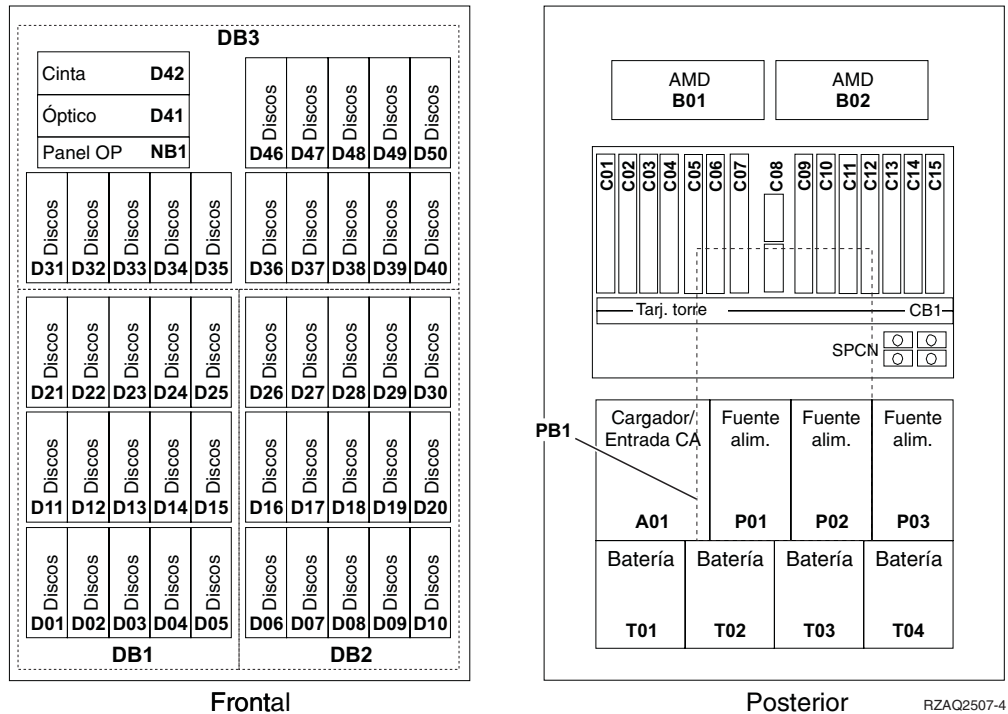 DB3
Cinta D42
Óptico D41
Panel OP NB1
Discos Discos Discos Discos Discos
D46 D47 D48 D49 D50
Discos Discos Discos Discos Discos
D31 D32 D33 D34 D35
Discos Discos Discos Discos Discos
D36 D37 D38 D39 D40
Discos Discos Discos Discos Discos
D21 D22 D23 D24 D25
Discos Discos Discos Discos Discos
D26 D27 D28 D29 D30
Discos Discos Discos Discos Discos
D11 D12 D13 D14 D15
Discos Discos Discos Discos Discos
D16 D17 D18 D19 D20
Discos Discos Discos Discos Discos
D01 D02 D03 D04 D05
Discos Discos Discos Discos Discos
D06 D07 D08 D09 D10
DB1
DB2
Frontal
AMD
B01
AMD
B02
C01 C02 C03 C04 C05 C06 C07 C08 C09 C10 C11 C12 C13 C14 C15
Tarj. torre
CB1
SPCN
PB1
Cargador/
Entrada CA
A01
Fuente
alim.
P01
Fuente
alim.
P02
Fuente
alim.
P03
Batería
T01
Batería
T02
Batería
T03
Batería
T04
Posterior
RZAQ2507-4